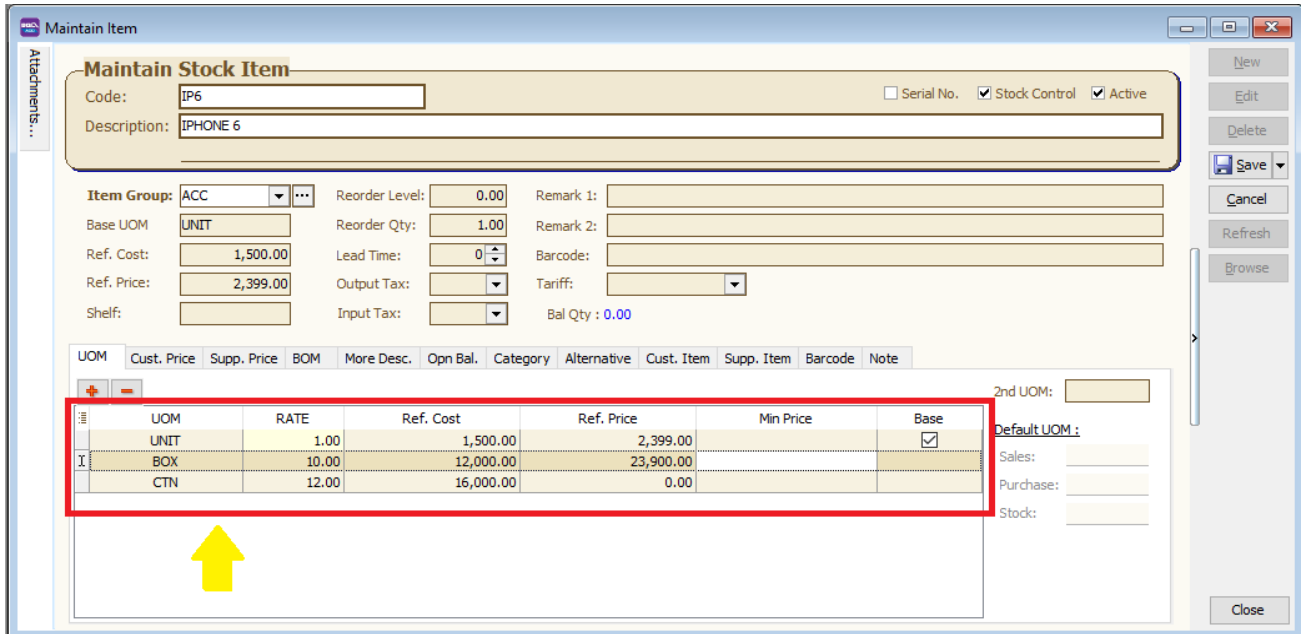 Maintain Item
Attachments...
Maintain Stock Item
Code: IP6 Serial No. Stock Control Active
Description: IPHONE 6
Item Group: ACC Reorder Level: 0.00 Remark 1:
Base UOM UNIT Reorder Qty: 1.00 Remark 2:
Ref. Cost: 1,500.00 Lead Time: 0 Barcode:
Ref. Price: 2,399.00 Output Tax: Tariff:
Shelf: Input Tax: Bal Qty : 0.00
UOM Cust. Price Supp. Price BOM More Desc. Opn Bal. Category Alternative Cust. Item Supp. Item Barcode Note
2nd UOM:
UOM RATE Ref. Cost Ref. Price Min Price Base
UNIT 1.00 1,500.00 2,399.00
BOX 10.00 12,000.00 23,900.00
CTN 12.00 16,000.00 0.00
Default UOM :
Sales:
Purchase:
Stock:
New
Edit
Delete
Save
Cancel
Refresh
Browse
Close